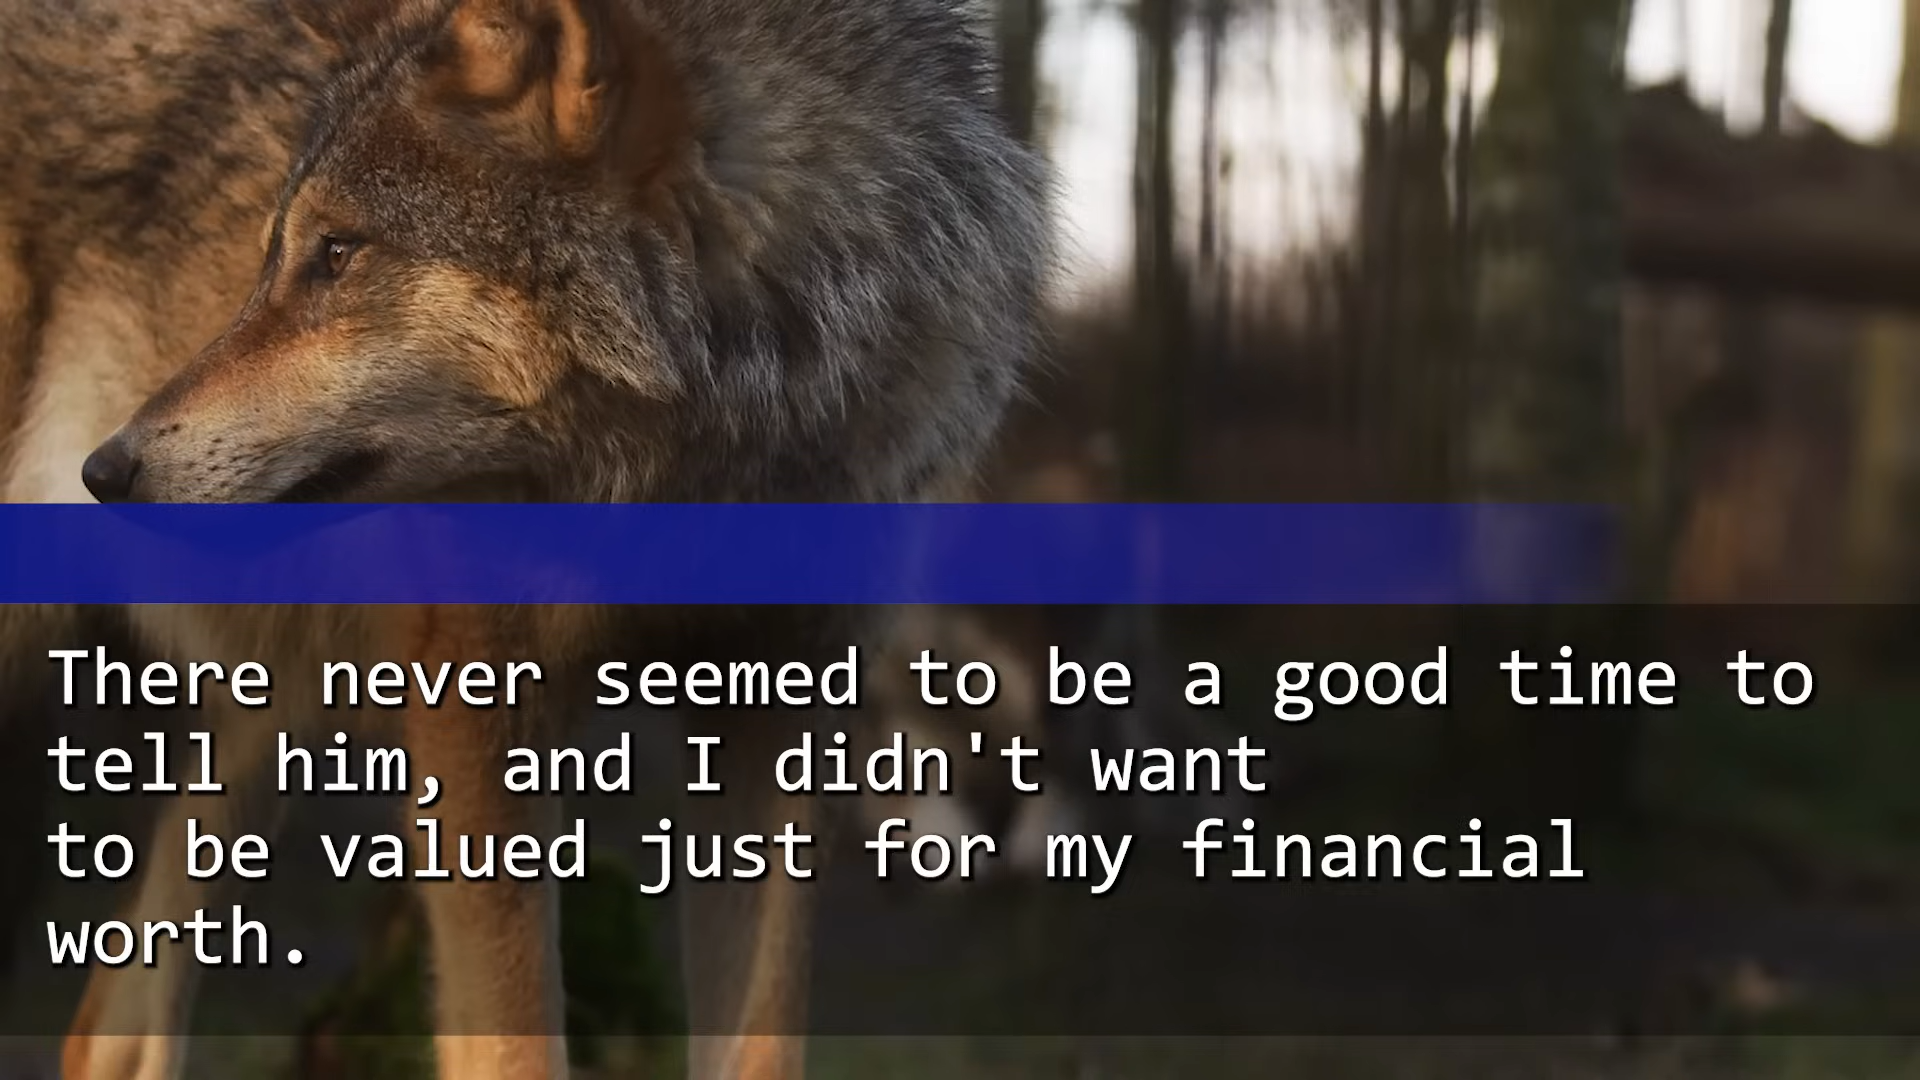 There never seemed to be a good time to
tell him, and I didn't want
to be valued just for my financial
worth.